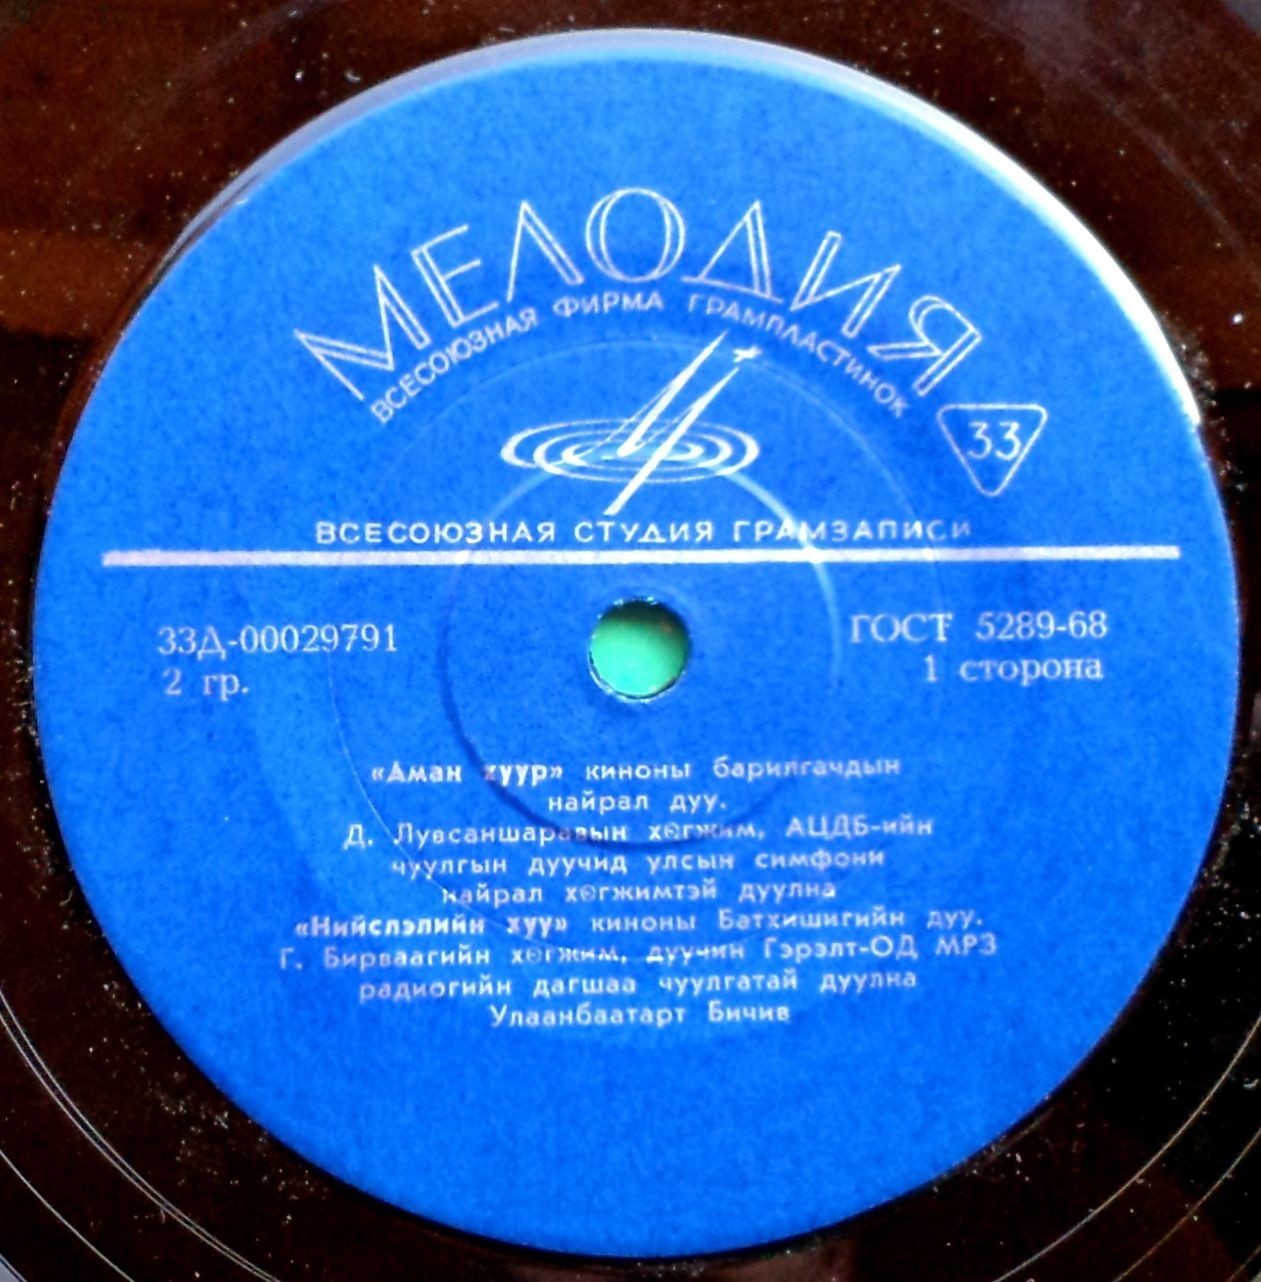 МЕЛОДИЯ
ВСЕСОЮЗНАЯ ФИРМА ГРАМПЛАСТИНОК
33
ВСЕСОЮЗНАЯ СТУДИЯ ГРАМЗАПИСИ
33Д-00029791
ГОСТ 5289-68
2 гр.
1 сторона
«Аман хуур» киноны барилгачдын
найрал дуу.
Д. Лувсаншаравын хөгжим, АЦДБ-ийн
чуулгын дуучид улсын симфони
найрал хөгжимтэй дуулна
«Нийслэлийн хуу» киноны Батхишигийн дуу.
Г. Бирваагийн хөгжим, дуучин Гэрэлт-ОД МРЗ
радиогийн дагшаа чуулгатай дуулна
Улаанбаатарт Бичив